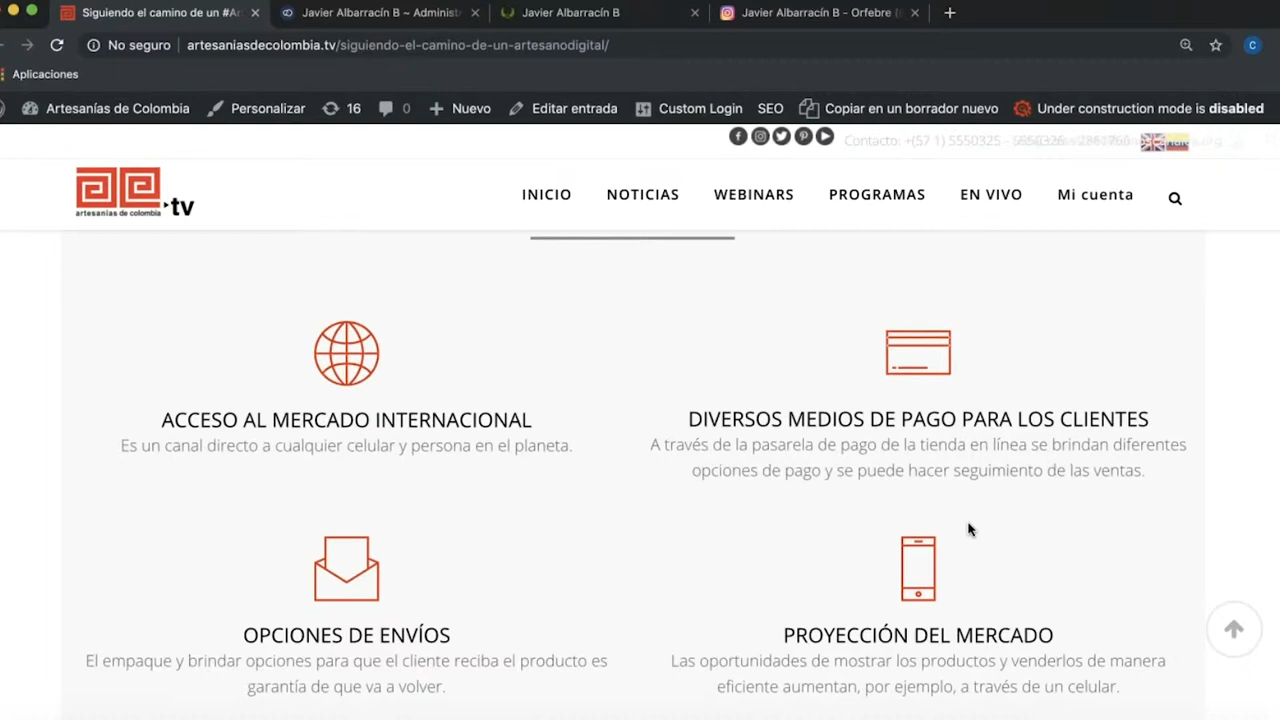 Siguiendo el camino de un #Ar
Javier Albarracín B ~ Administr
Javier Albarracín B
Javier Albarracín B - Orfebre (
No seguro
artesaniasdecolombia.tv/siguiendo-el-camino-de-un-artesanodigital/
C
Aplicaciones
Artesanías de Colombia
Personalizar
16
0
Nuevo
Editar entrada
Custom Login
SEO
Copiar en un borrador nuevo
Under construction mode is disabled
Contacto: +(57 1) 5550325 -
artesanías de colombia tv
INICIO
NOTICIAS
WEBINARS
PROGRAMAS
EN VIVO
Mi cuenta
ACCESO AL MERCADO INTERNACIONAL
Es un canal directo a cualquier celular y persona en el planeta.
DIVERSOS MEDIOS DE PAGO PARA LOS CLIENTES
A través de la pasarela de pago de la tienda en línea se brindan diferentes
opciones de pago y se puede hacer seguimiento de las ventas.
OPCIONES DE ENVÍOS
El empaque y brindar opciones para que el cliente reciba el producto es
garantía de que va a volver.
PROYECCIÓN DEL MERCADO
Las oportunidades de mostrar los productos y venderlos de manera
eficiente aumentan, por ejemplo, a través de un celular.